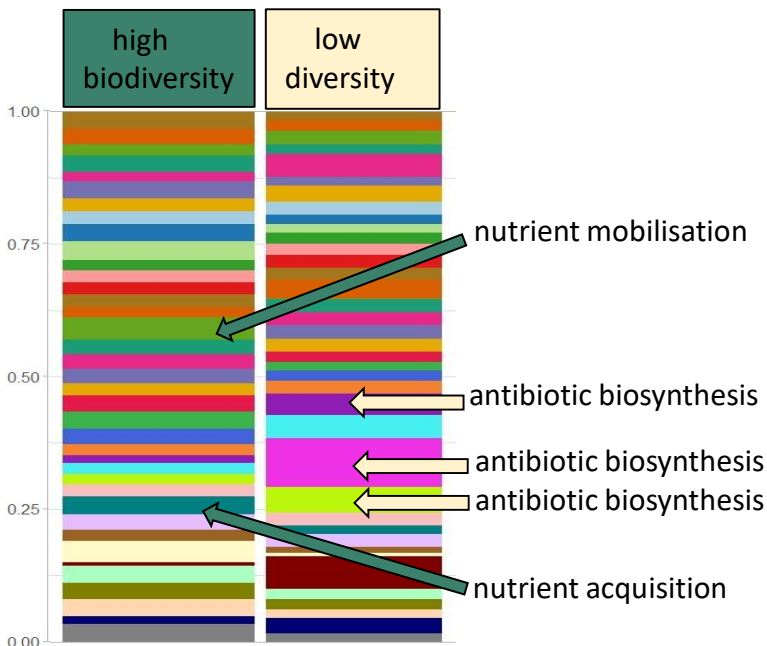 high
biodiversity
low
diversity
1.00
0.75
nutrient mobilisation
0.50
antibiotic biosynthesis
antibiotic biosynthesis
antibiotic biosynthesis
0.25
nutrient acquisition
0.00